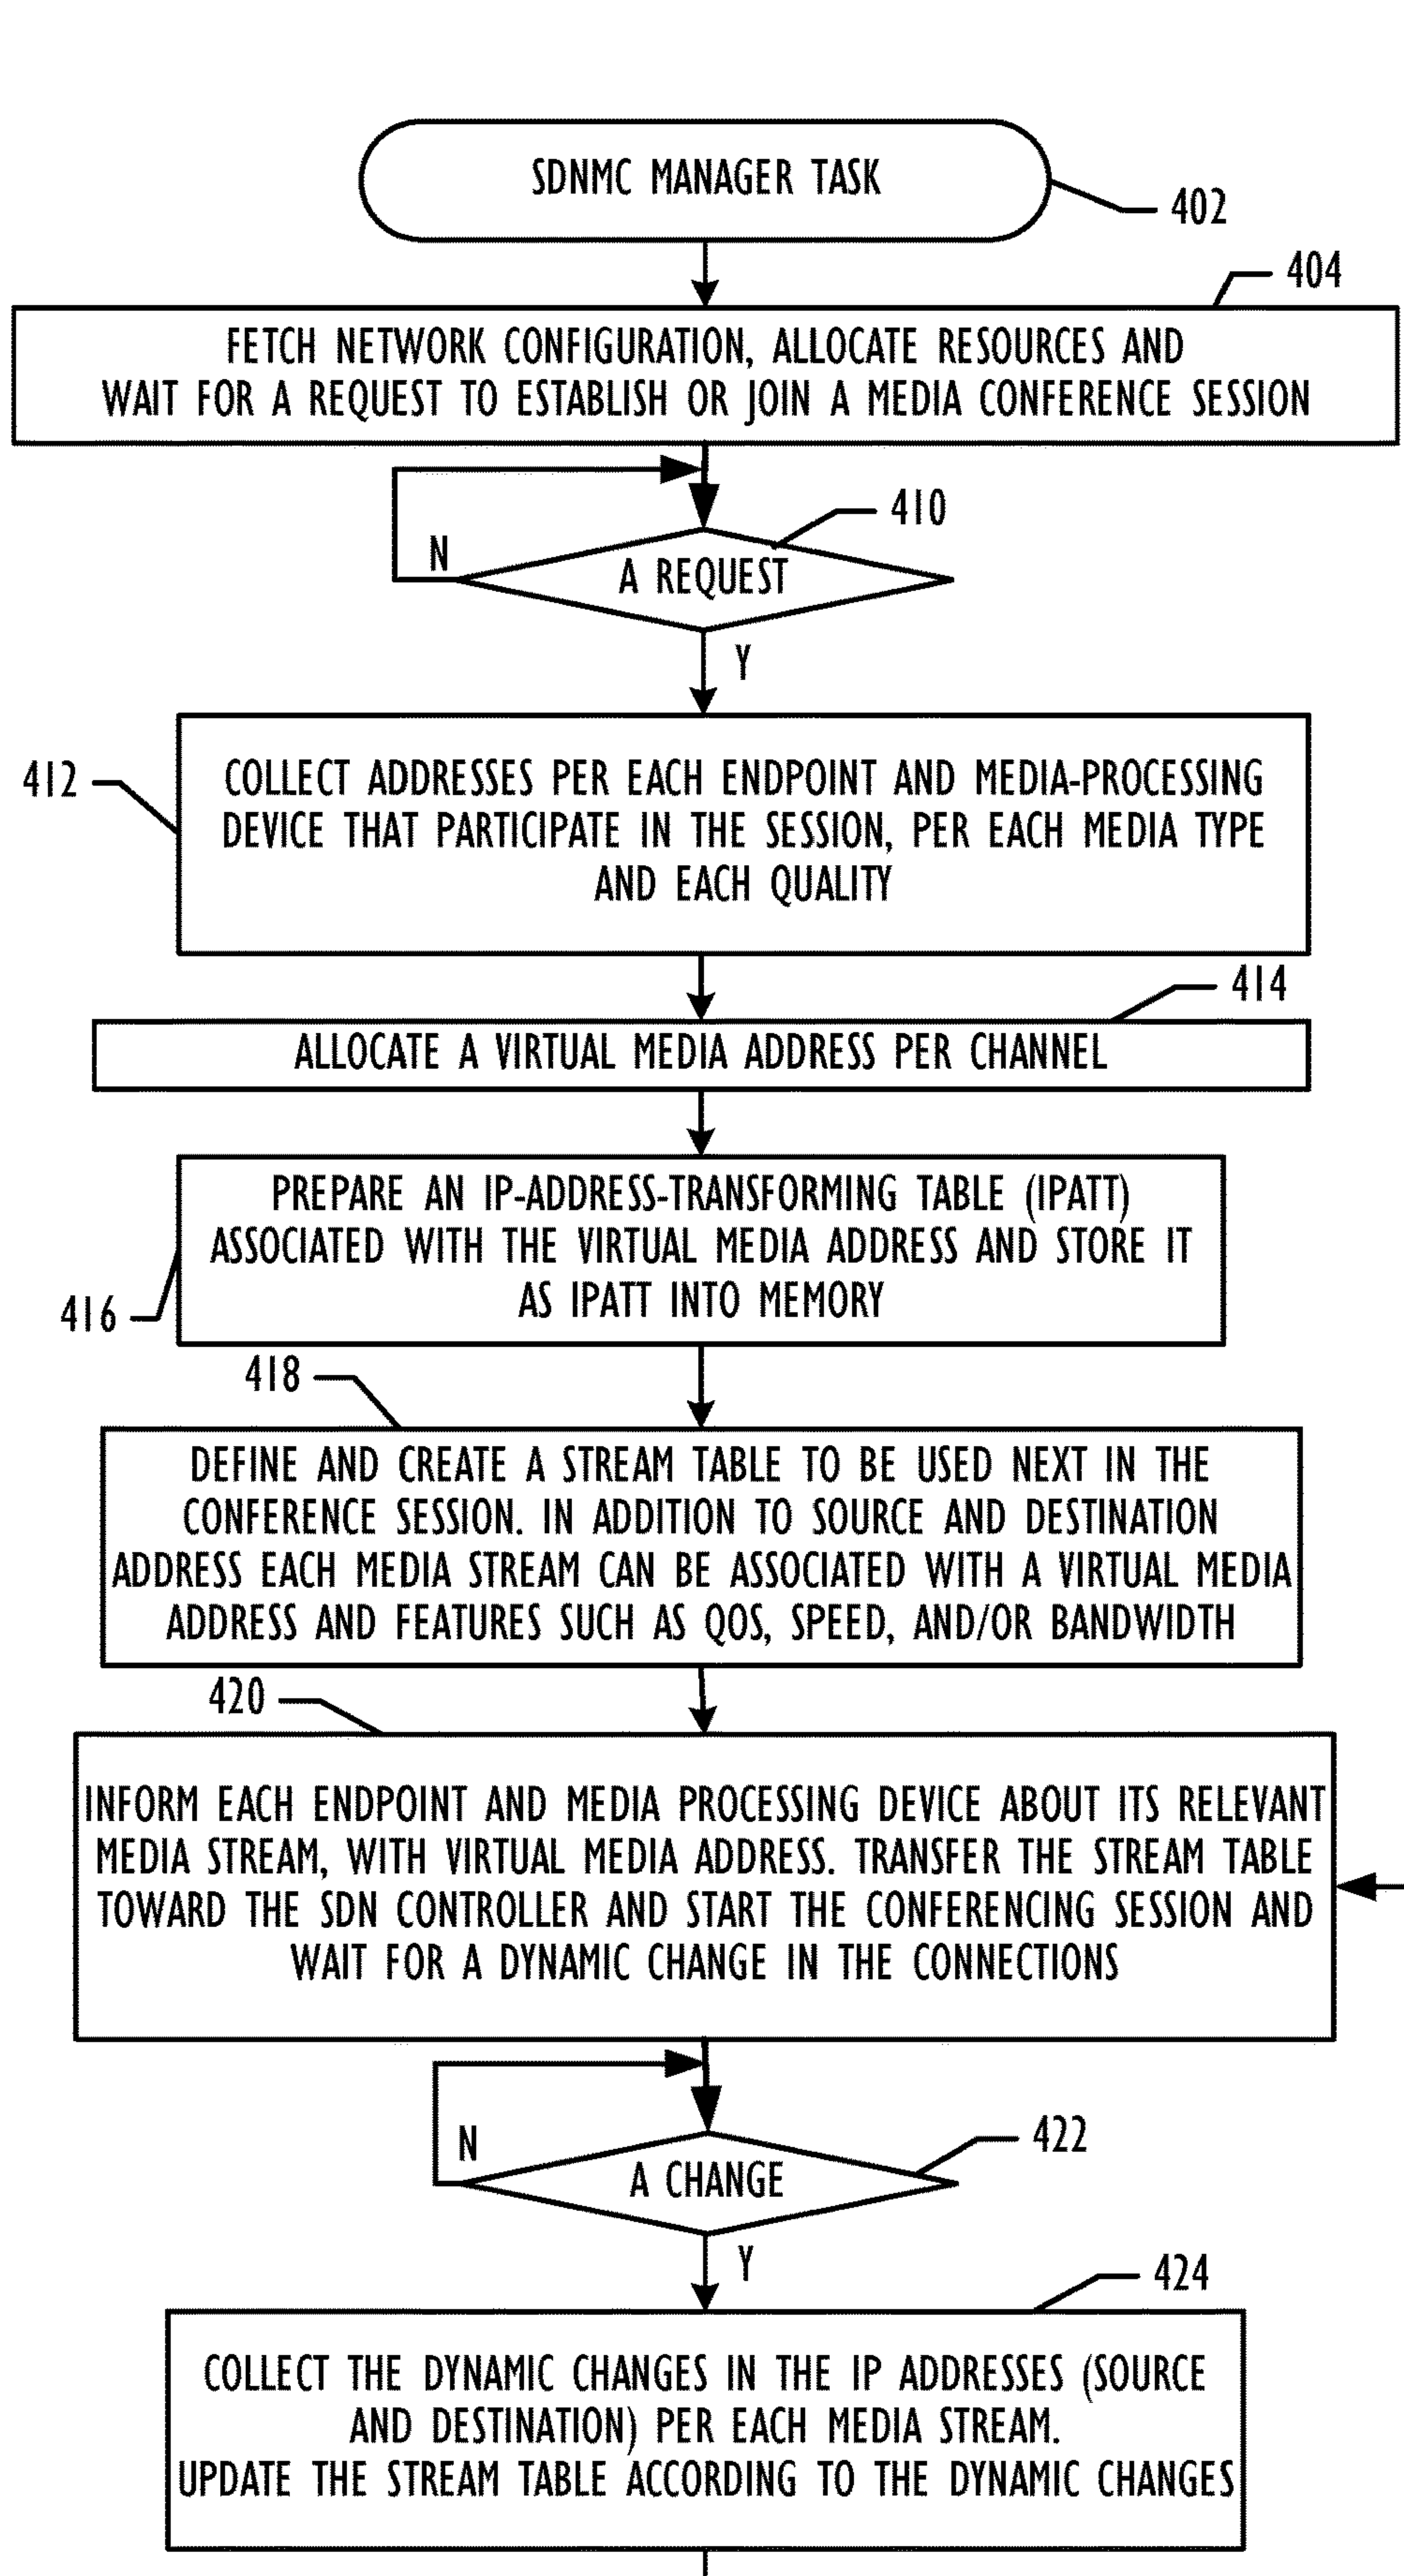 SDNMC MANAGER TASK
402
404
FETCH NETWORK CONFIGURATION, ALLOCATE RESOURCES AND
WAIT FOR A REQUEST TO ESTABLISH OR JOIN A MEDIA CONFERENCE SESSION
410
N
A REQUEST
Y
412
COLLECT ADDRESSES PER EACH ENDPOINT AND MEDIA-PROCESSING
DEVICE THAT PARTICIPATE IN THE SESSION, PER EACH MEDIA TYPE
AND EACH QUALITY
414
ALLOCATE A VIRTUAL MEDIA ADDRESS PER CHANNEL
PREPARE AN IP-ADDRESS-TRANSFORMING TABLE (IPATT)
ASSOCIATED WITH THE VIRTUAL MEDIA ADDRESS AND STORE IT
AS IPATT INTO MEMORY
416
418
DEFINE AND CREATE A STREAM TABLE TO BE USED NEXT IN THE
CONFERENCE SESSION. IN ADDITION TO SOURCE AND DESTINATION
ADDRESS EACH MEDIA STREAM CAN BE ASSOCIATED WITH A VIRTUAL MEDIA
ADDRESS AND FEATURES SUCH AS QOS, SPEED, AND/OR BANDWIDTH
420
INFORM EACH ENDPOINT AND MEDIA PROCESSING DEVICE ABOUT ITS RELEVANT
MEDIA STREAM, WITH VIRTUAL MEDIA ADDRESS. TRANSFER THE STREAM TABLE
TOWARD THE SDN CONTROLLER AND START THE CONFERENCING SESSION AND
WAIT FOR A DYNAMIC CHANGE IN THE CONNECTIONS
422
N
A CHANGE
Y
424
COLLECT THE DYNAMIC CHANGES IN THE IP ADDRESSES (SOURCE
AND DESTINATION) PER EACH MEDIA STREAM.
UPDATE THE STREAM TABLE ACCORDING TO THE DYNAMIC CHANGES